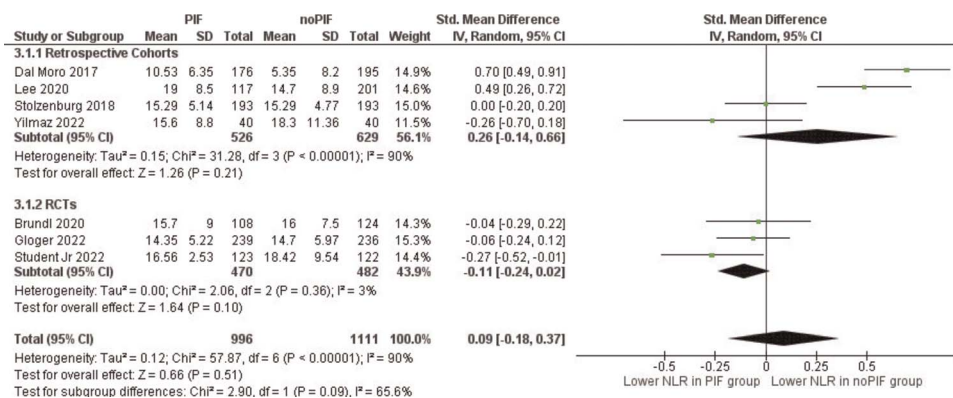 PIF noPIF Std. Mean Difference Std. Mean Difference
Study or Subgroup Mean SD Total Mean SD Total Weight IV, Random, 95% CI IV, Random, 95% CI
3.1.1 Retrospective Cohorts
Dal Moro 2017 10.53 6.35 176 5.35 8.2 195 14.9% 0.70 [0.49, 0.91]
Lee 2020 19 8.5 117 14.7 8.9 201 14.6% 0.49 [0.26, 0.72]
Stolzenburg 2018 15.29 5.14 193 15.29 4.77 193 15.0% 0.00 [-0.20, 0.20]
Yilmaz 2022 15.6 8.8 40 18.3 11.36 40 11.5% -0.26 [-0.70, 0.18]
Subtotal (95% CI) 526 629 56.1% 0.26 [-0.14, 0.66]
Heterogeneity: Tau² = 0.15; Chi² = 31.28, df = 3 (P < 0.00001); I² = 90%
Test for overall effect: Z = 1.26 (P = 0.21)
3.1.2 RCTs
Brundl 2020 15.7 9 108 16 7.5 124 14.3% -0.04 [-0.29, 0.22]
Gloger 2022 14.35 5.22 239 14.7 5.97 236 15.3% -0.06 [-0.24, 0.12]
Student Jr 2022 16.56 2.53 123 18.42 9.54 122 14.4% -0.27 [-0.52, -0.01]
Subtotal (95% CI) 470 482 43.9% -0.11 [-0.24, 0.02]
Heterogeneity: Tau² = 0.00; Chi² = 2.06, df = 2 (P = 0.36); I² = 3%
Test for overall effect: Z = 1.64 (P = 0.10)
Total (95% CI) 996 1111 100.0% 0.09 [-0.18, 0.37]
Heterogeneity: Tau² = 0.12; Chi² = 57.87, df = 6 (P < 0.00001); I² = 90%
Test for overall effect: Z = 0.66 (P = 0.51)
Test for subgroup differences: Chi² = 2.90, df = 1 (P = 0.09), I² = 65.6%
-0.5 -0.25 0 0.25 0.5
Lower NLR in PIF group Lower NLR in noPIF group